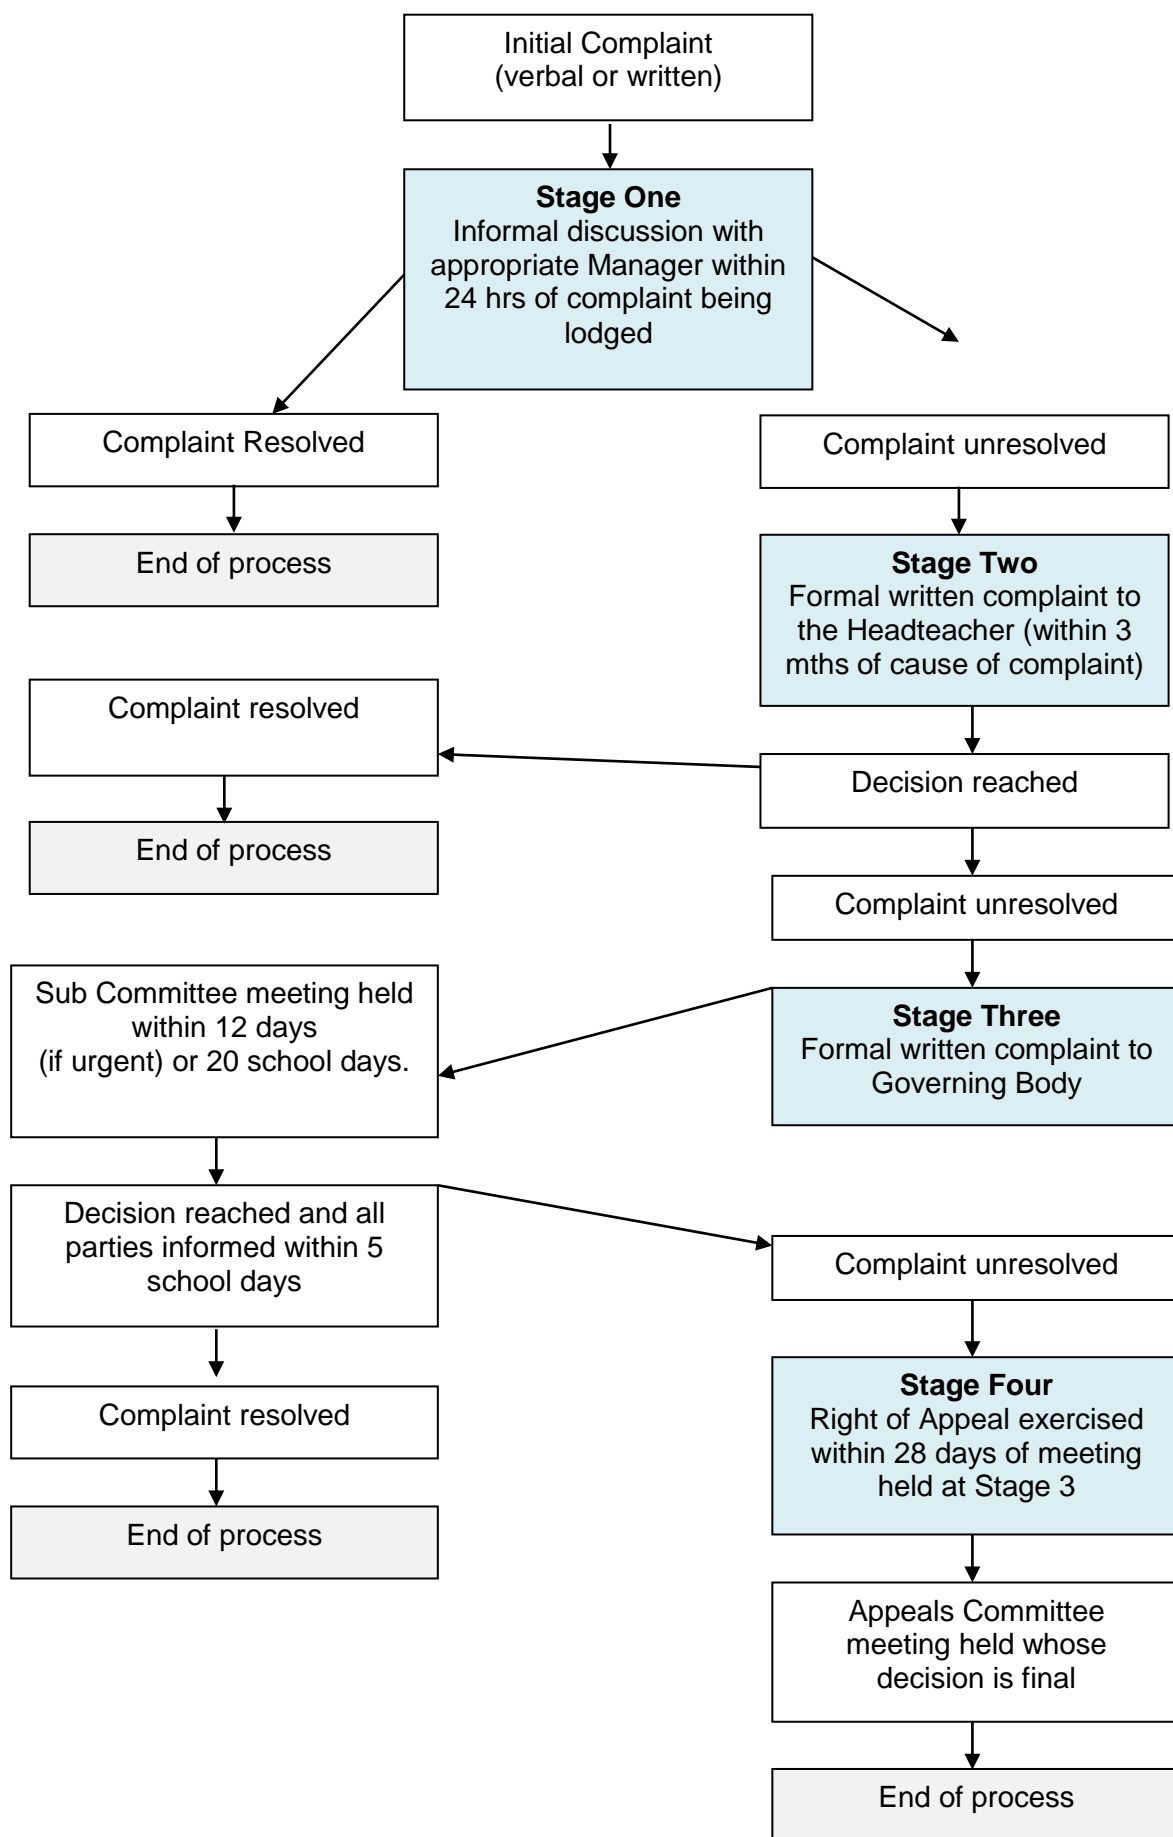 Initial Complaint
(verbal or written)
Stage One
Informal discussion with
appropriate Manager within
24 hrs of complaint being
lodged
Complaint Resolved
Complaint unresolved
End of process
Stage Two
Formal written complaint to
the Headteacher (within 3
mths of cause of complaint)
Complaint resolved
Decision reached
End of process
Complaint unresolved
Sub Committee meeting held
within 12 days
(if urgent) or 20 school days.
Stage Three
Formal written complaint to
Governing Body
Decision reached and all
parties informed within 5
school days
Complaint unresolved
Complaint resolved
Stage Four
Right of Appeal exercised
within 28 days of meeting
held at Stage 3
End of process
Appeals Committee
meeting held whose
decision is final
End of process